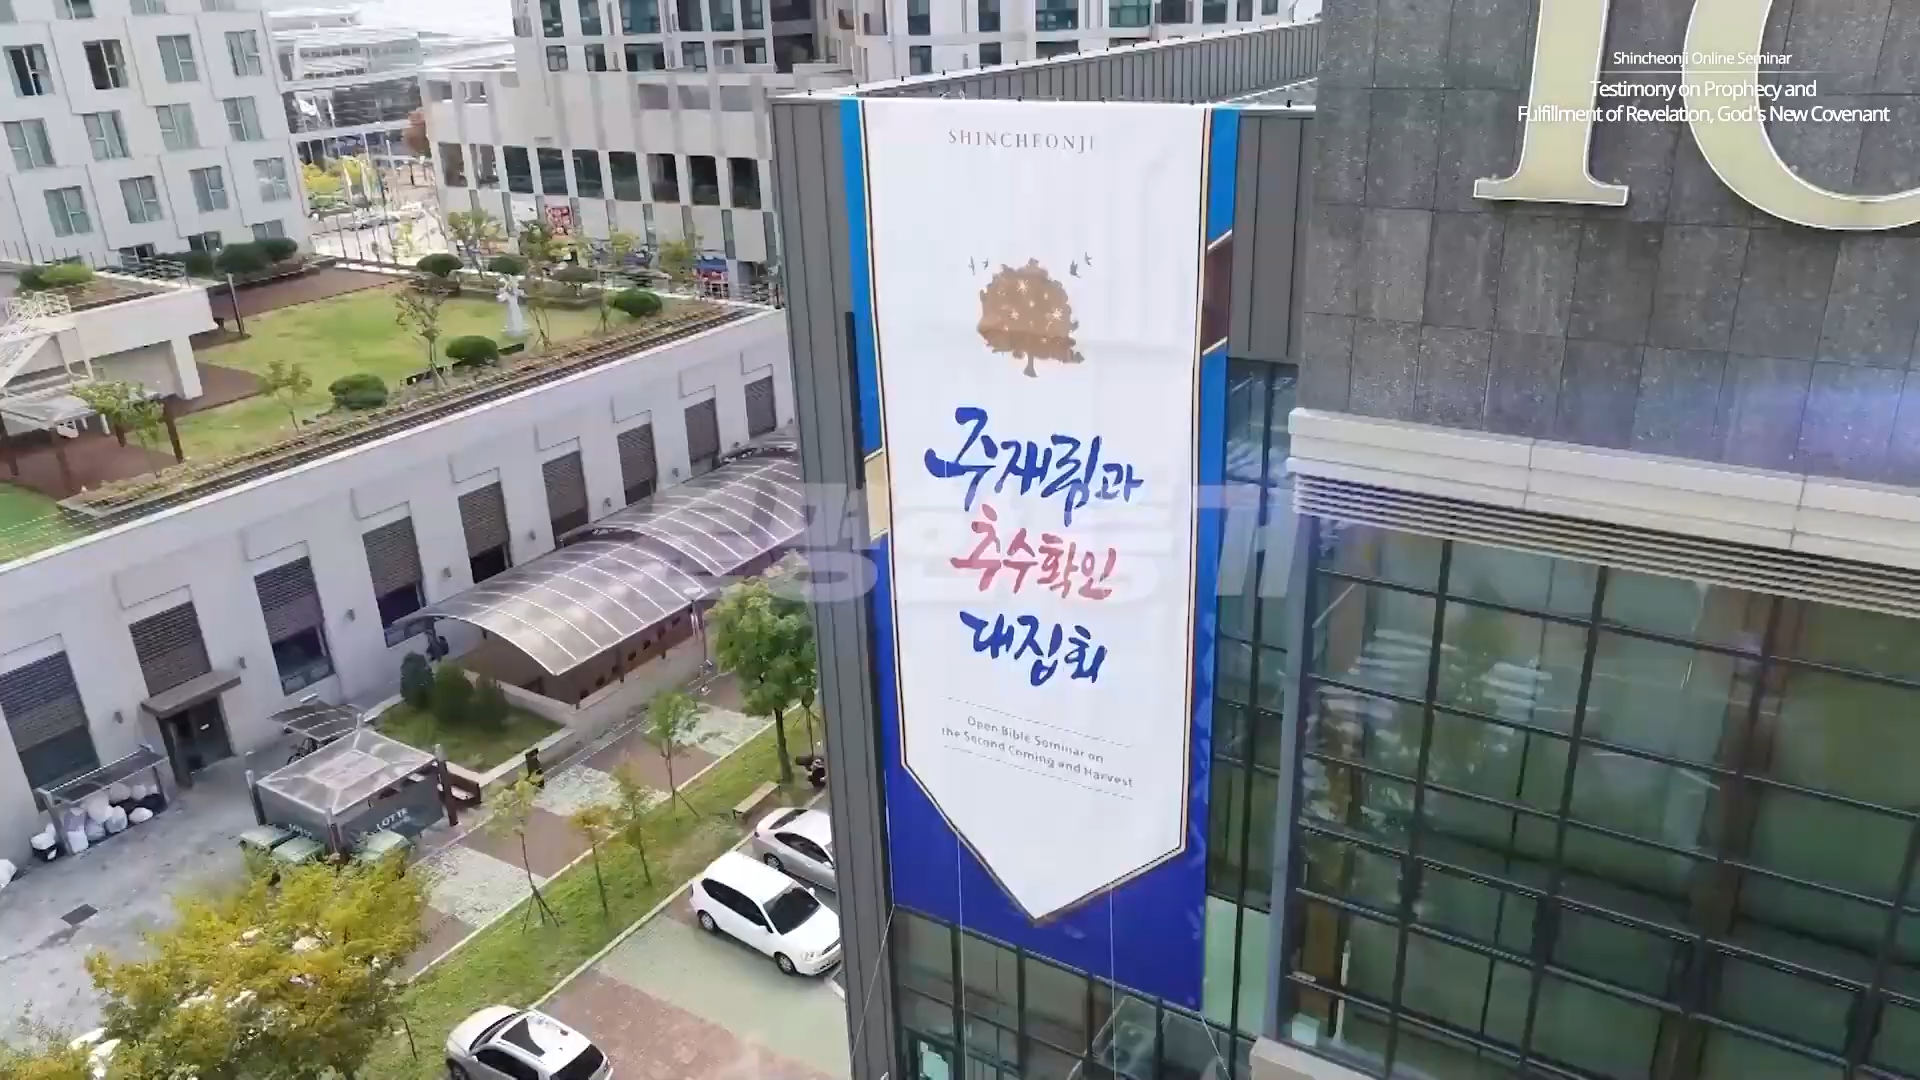 Shincheonji Online Seminar
Testimony on Prophecy and
Fulfillment of Revelation, God's New Covenant
SHINCHEONJI
주재림과
추수확인
대집회
Open Bible Seminar on
the Second Coming and Harvest
LOTTE